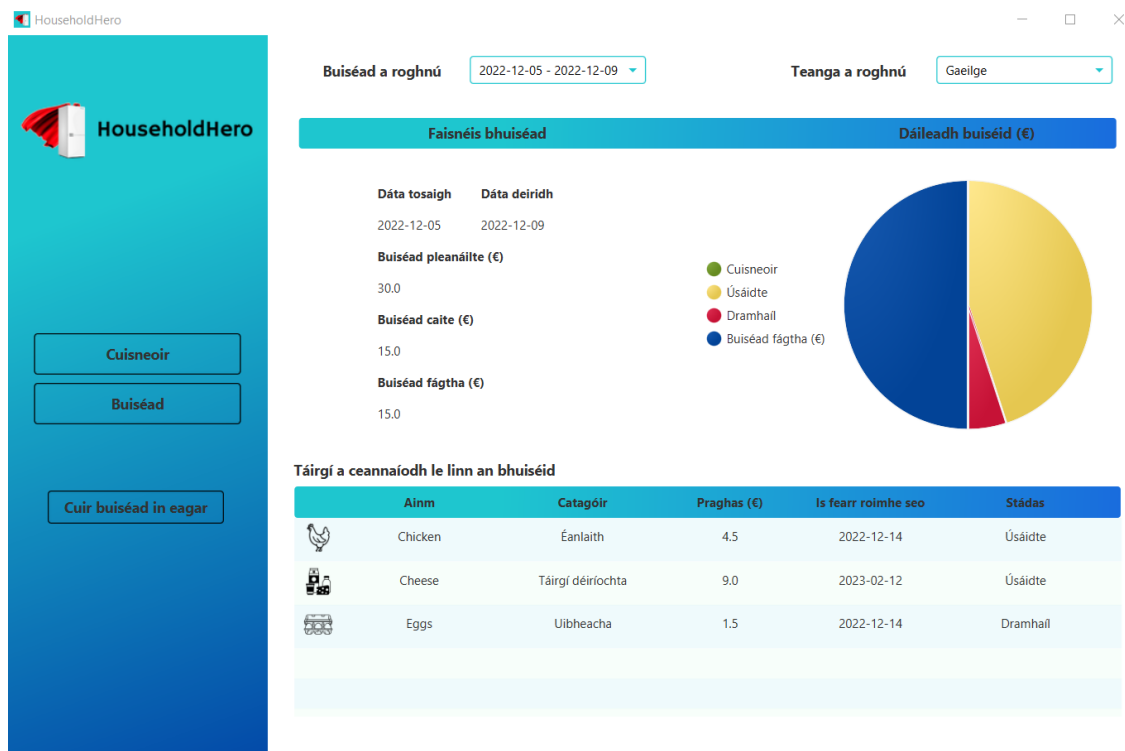 HouseholdHero
Buiséad a roghnú 2022-12-05 - 2022-12-09 Teanga a roghnú Gaeilge
HouseholdHero
Faisnéis bhuiséad Dáileadh buiséid (€)
Dáta tosaigh Dáta deiridh
2022-12-05 2022-12-09
Buiséad pleanáilte (€)
30.0
Buiséad caite (€)
15.0
Buiséad fágtha (€)
15.0
Cuisneoir
Úsáidte
Dramhaíl
Buiséad fágtha (€)
Cuisneoir
Buiséad
Cuir buiséad in eagar
Táirgí a ceannaíodh le linn an bhuiséid
Ainm Catagóir Praghas (€) Is fearr roimhe seo Stádas
Chicken Éanlaith 4.5 2022-12-14 Úsáidte
Cheese Táirgí déiríochta 9.0 2023-02-12 Úsáidte
Eggs Uibheacha 1.5 2022-12-14 Dramhaíl